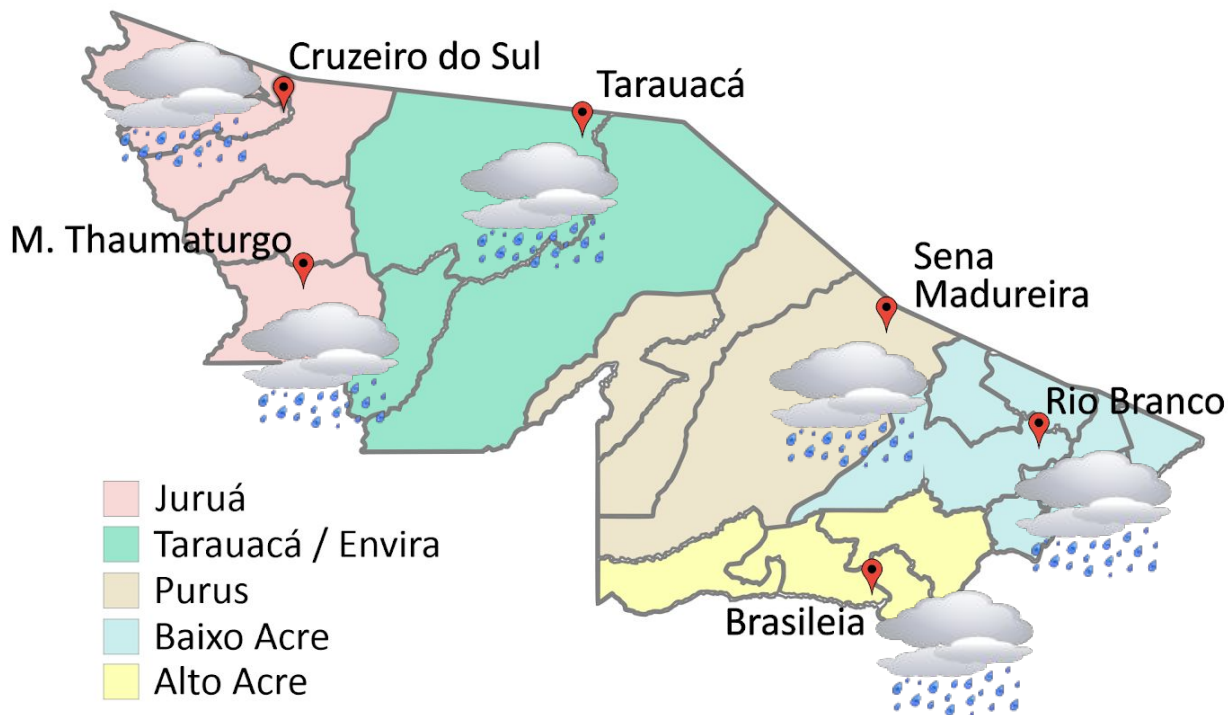 Cruzeiro do Sul
Tarauacá
M. Thaumaturgo
Sena
Madureira
Rio Branco
Brasileia
Juruá
Tarauacá / Envira
Purus
Baixo Acre
Alto Acre